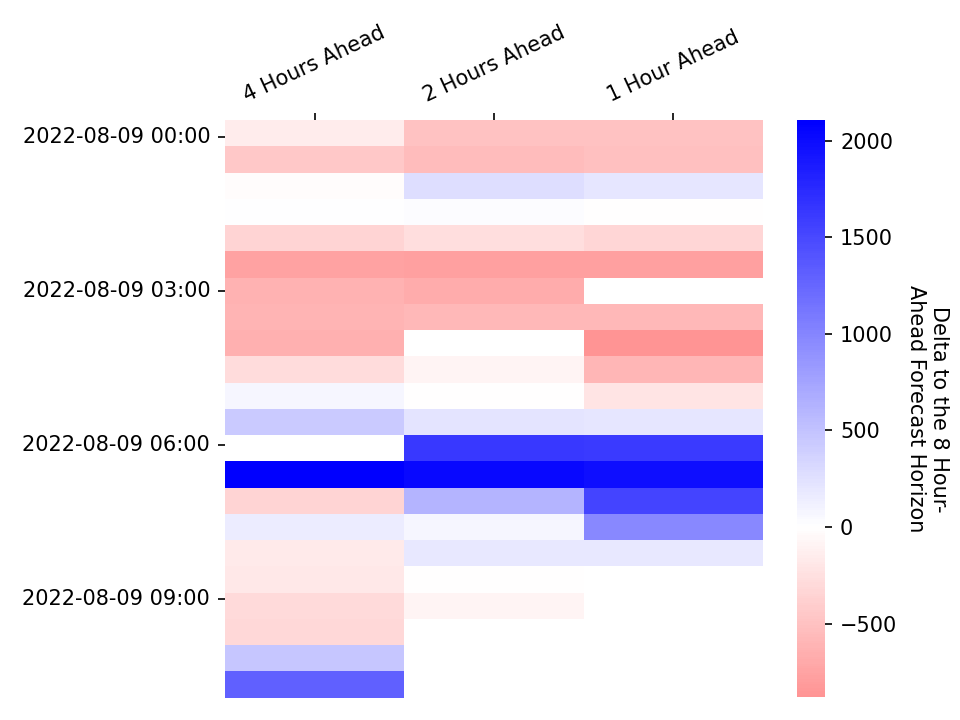 4 Hours Ahead
2 Hours Ahead
1 Hour Ahead
2022-08-09 00:00
2022-08-09 03:00
2022-08-09 06:00
2022-08-09 09:00
2000
1500
1000
500
0
−500
Delta to the 8 Hour-
Ahead Forecast Horizon